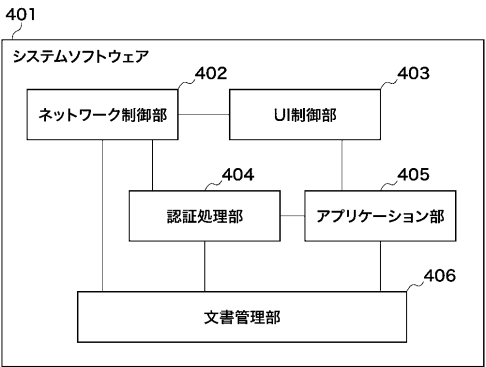 401
システムソフトウェア
402
ネットワーク制御部
403
UI制御部
404
認証処理部
405
アプリケーション部
406
文書管理部